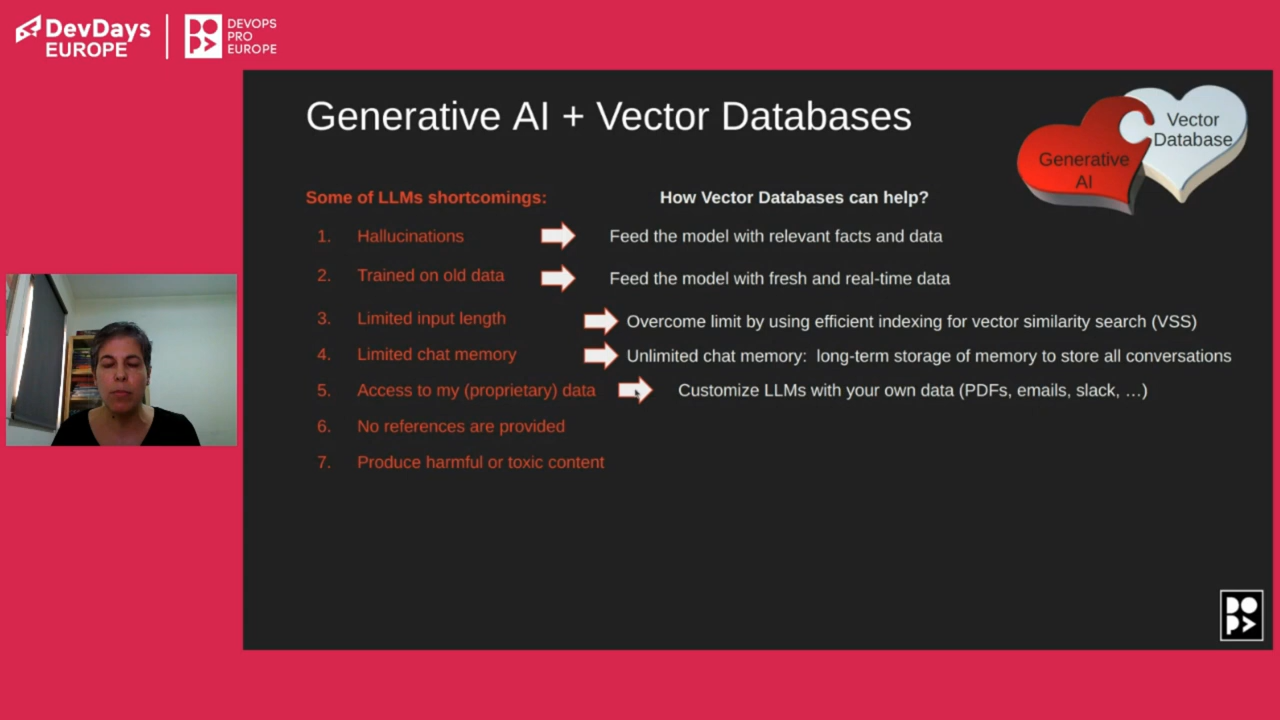 DevDays
EUROPE
DEVOPS
PRO
EUROPE
Generative AI + Vector Databases
Generative
AI
Vector
Database
Some of LLMs shortcomings:
How Vector Databases can help?
1. Hallucinations
Feed the model with relevant facts and data
2. Trained on old data
Feed the model with fresh and real-time data
3. Limited input length
Overcome limit by using efficient indexing for vector similarity search (VSS)
4. Limited chat memory
Unlimited chat memory: long-term storage of memory to store all conversations
5. Access to my (proprietary) data
Customize LLMs with your own data (PDFs, emails, slack, …)
6. No references are provided
7. Produce harmful or toxic content